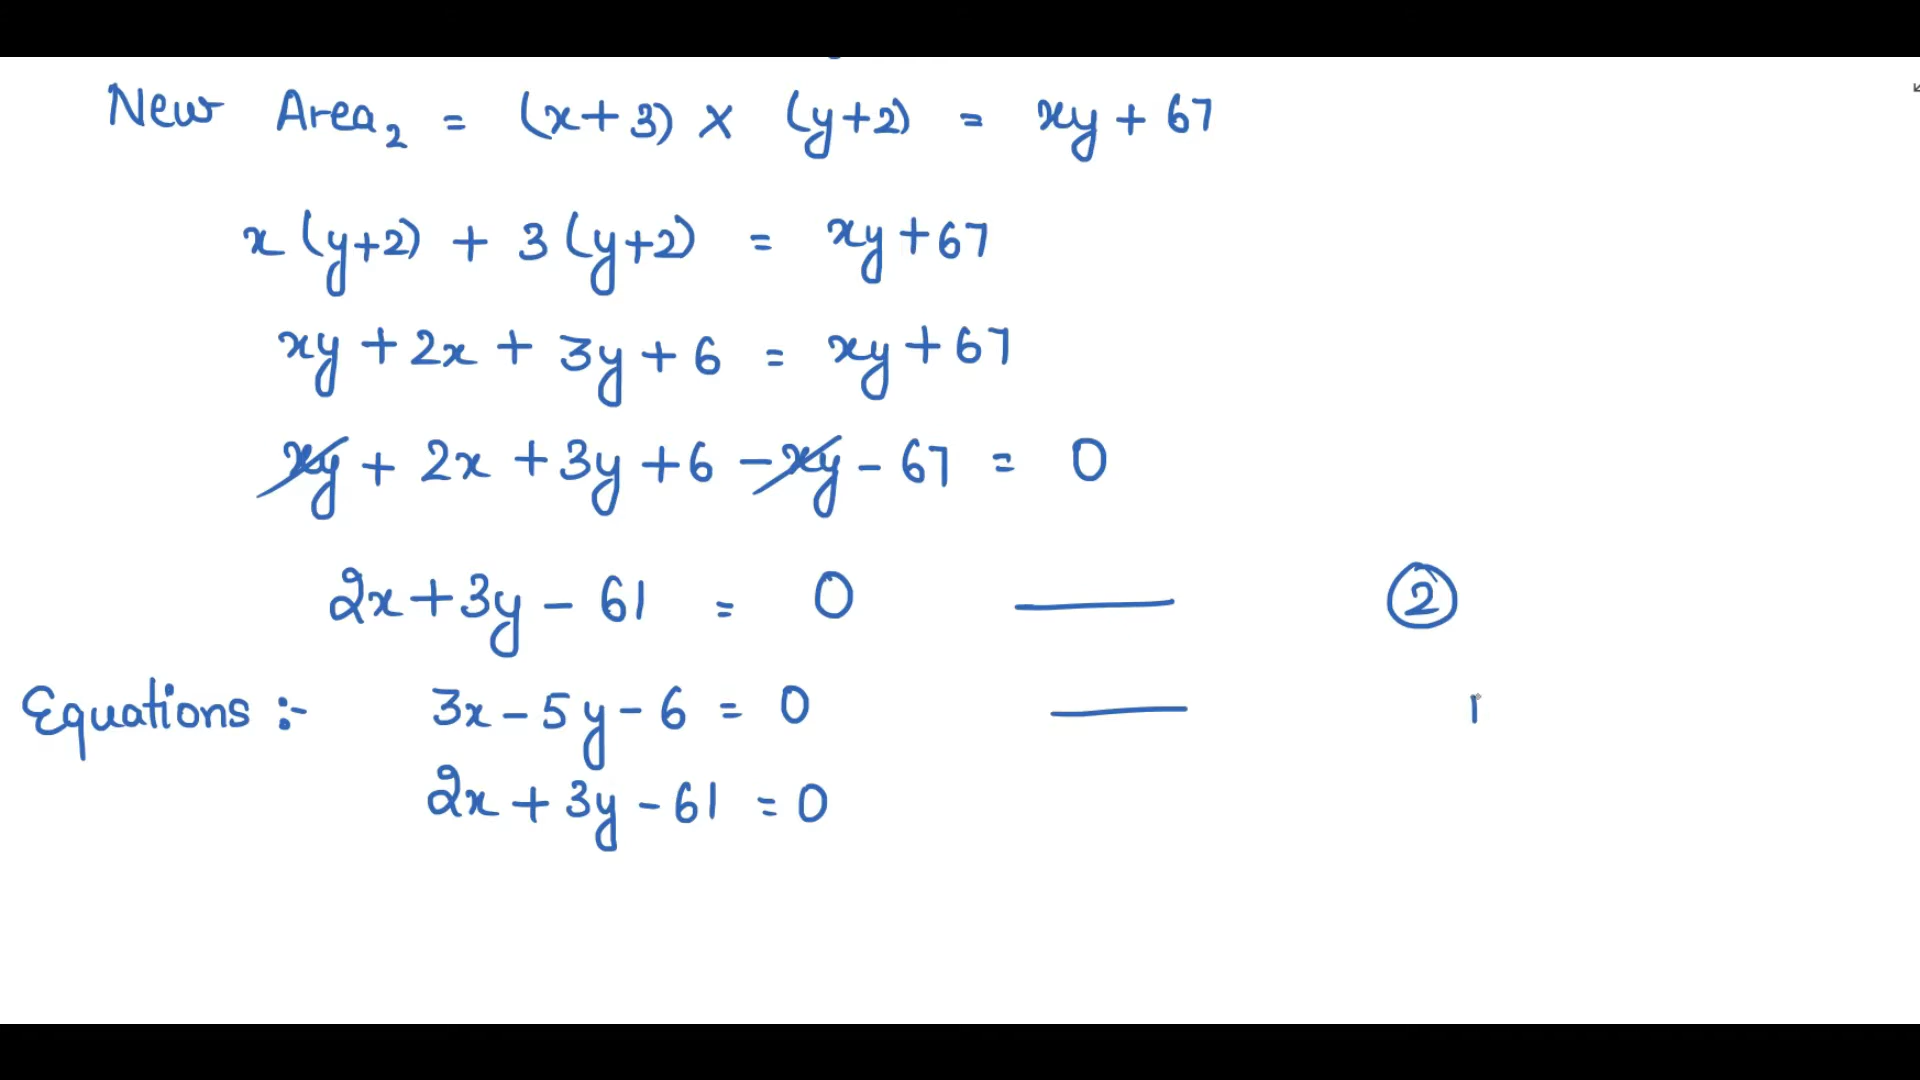 New Area₂ = (x+3) × (y+2) = xy + 67
x(y+2) + 3(y+2) = xy+67
xy + 2x + 3y + 6 = xy + 67
xy + 2x + 3y + 6 - xy - 67 = 0
2x + 3y - 61 = 0 —— ②
Equations :- 3x - 5y - 6 = 0 —— 1
2x + 3y - 61 = 0